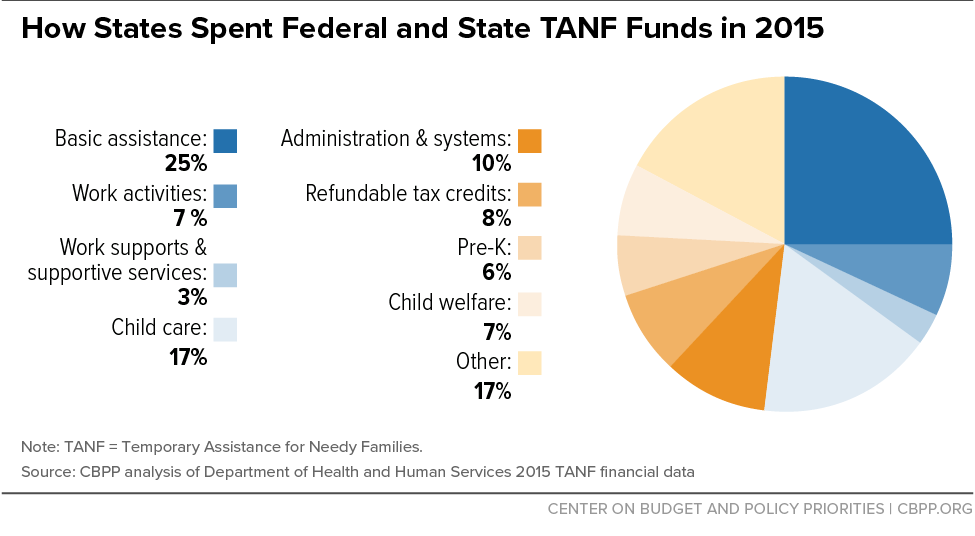 How States Spent Federal and State TANF Funds in 2015
Basic assistance:
25%
Work activities:
7 %
Work supports &
supportive services:
3%
Child care:
17%
Administration & systems:
10%
Refundable tax credits:
8%
Pre-K:
6%
Child welfare:
7%
Other:
17%
Note: TANF = Temporary Assistance for Needy Families.
Source: CBPP analysis of Department of Health and Human Services 2015 TANF financial data
CENTER ON BUDGET AND POLICY PRIORITIES | CBPP.ORG